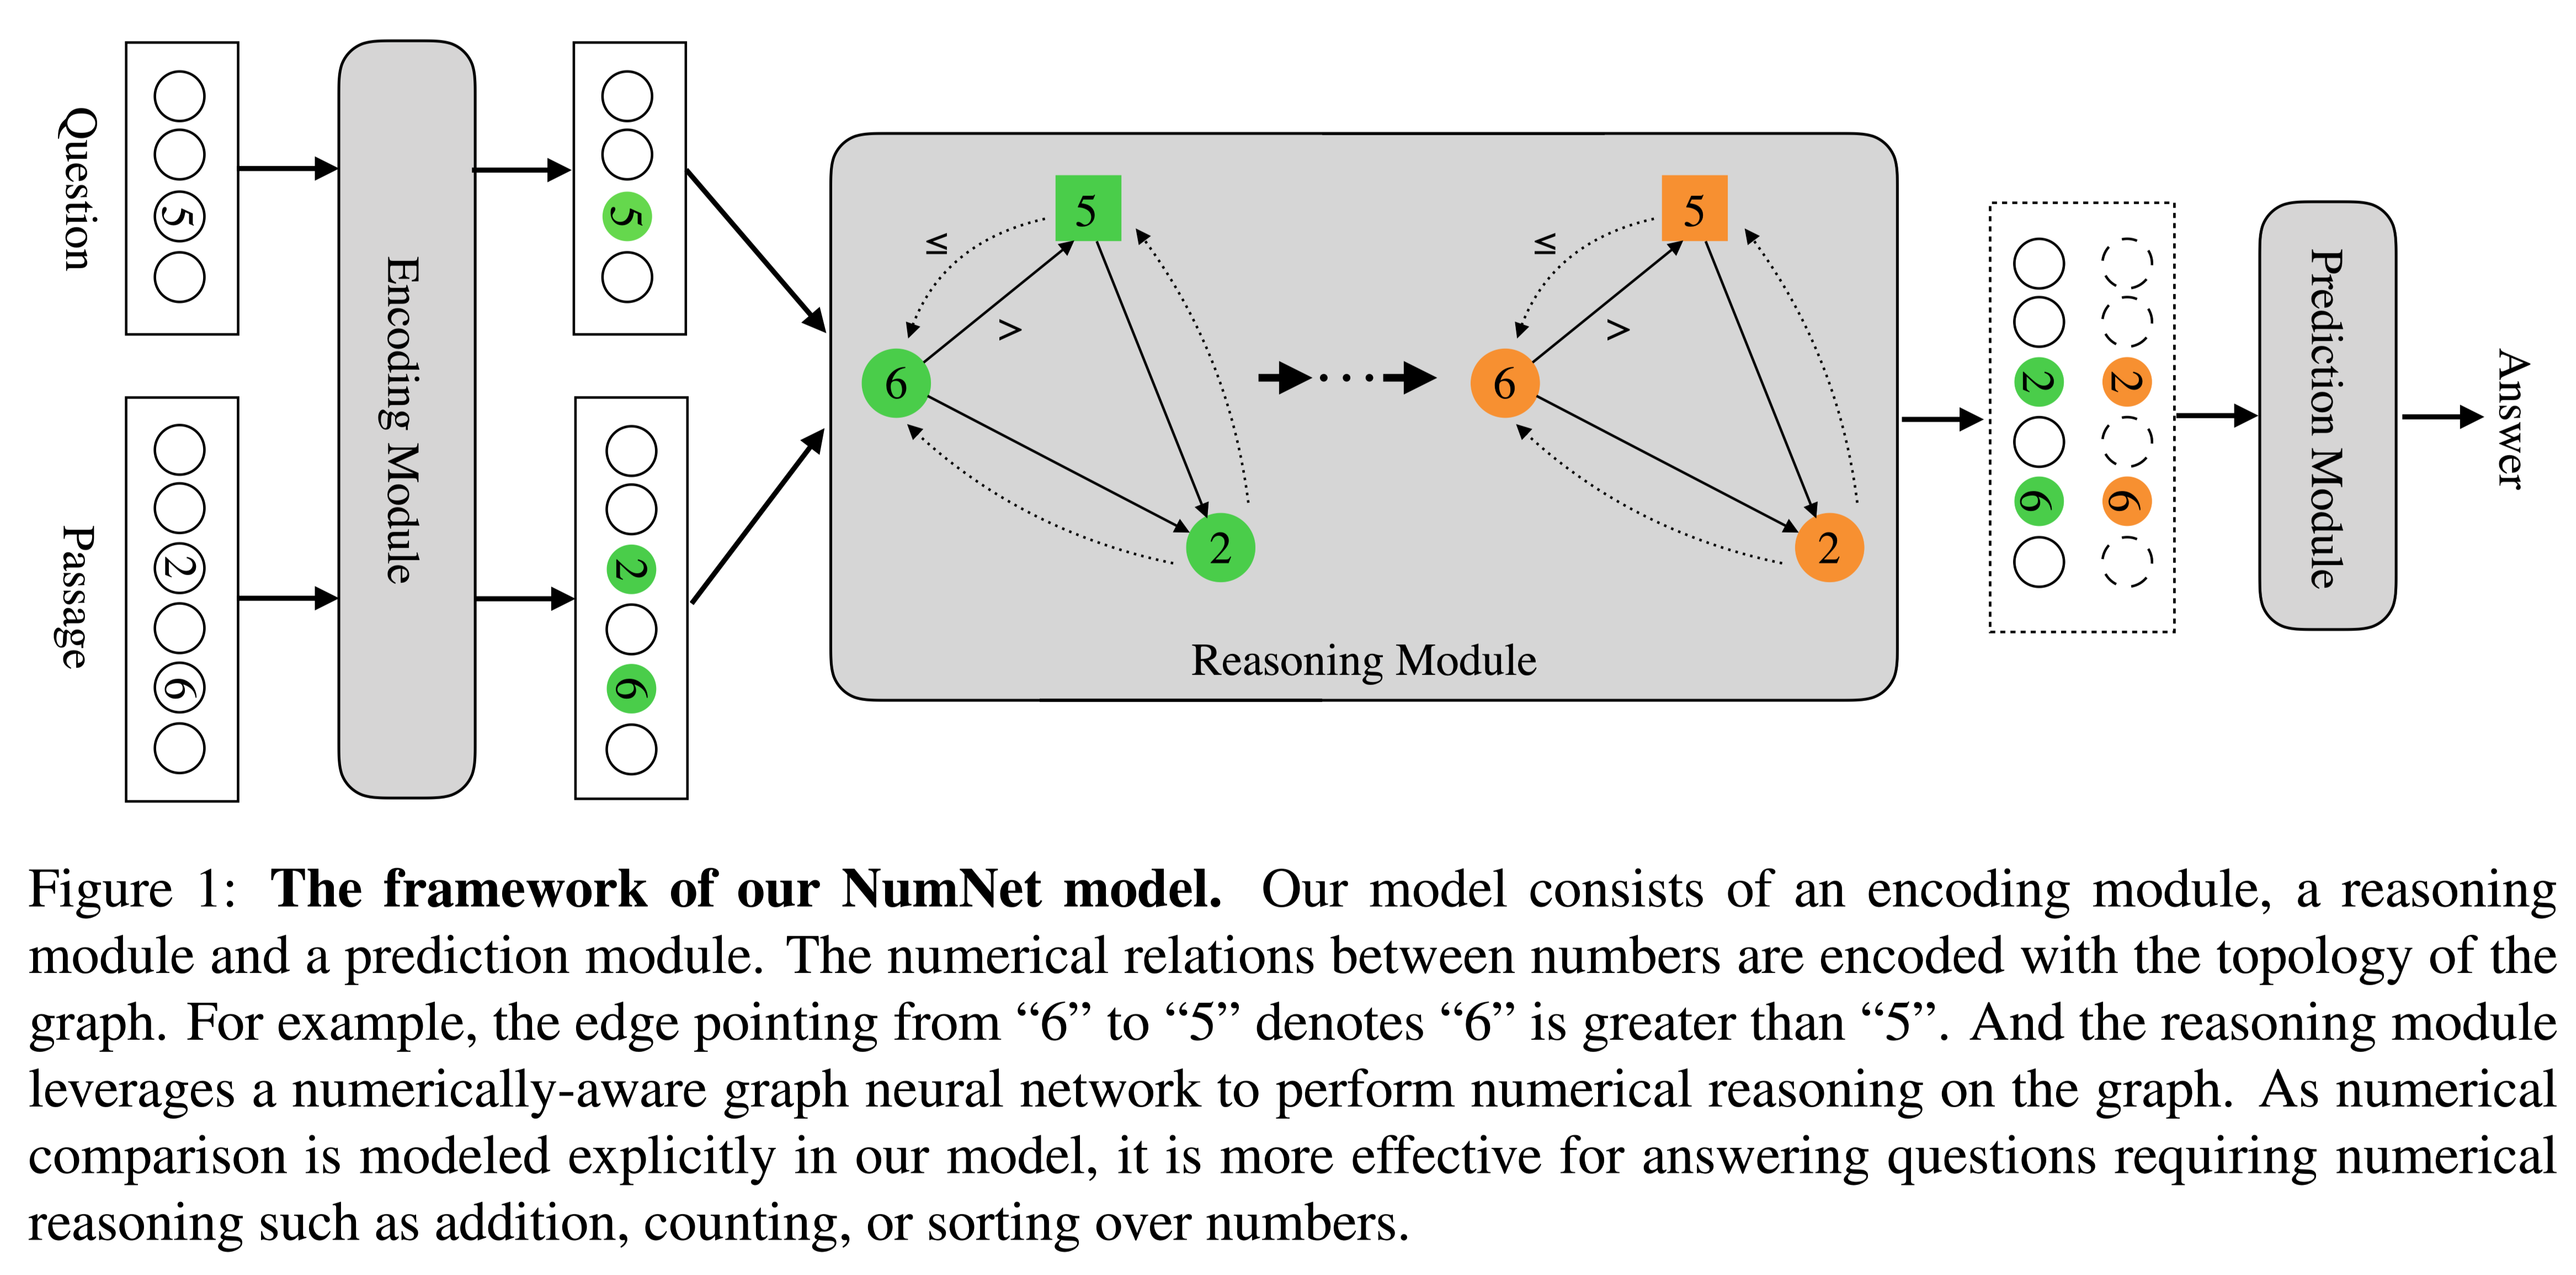 Question
5
Passage
2
6
Encoding Module
5
2
6
5
≤
6
>
2
5
≤
6
>
2
Reasoning Module
2 2
6 6
Prediction Module
Answer
Figure 1: The framework of our NumNet model. Our model consists of an encoding module, a reasoning
module and a prediction module. The numerical relations between numbers are encoded with the topology of the
graph. For example, the edge pointing from “6” to “5” denotes “6” is greater than “5”. And the reasoning module
leverages a numerically-aware graph neural network to perform numerical reasoning on the graph. As numerical
comparison is modeled explicitly in our model, it is more effective for answering questions requiring numerical
reasoning such as addition, counting, or sorting over numbers.